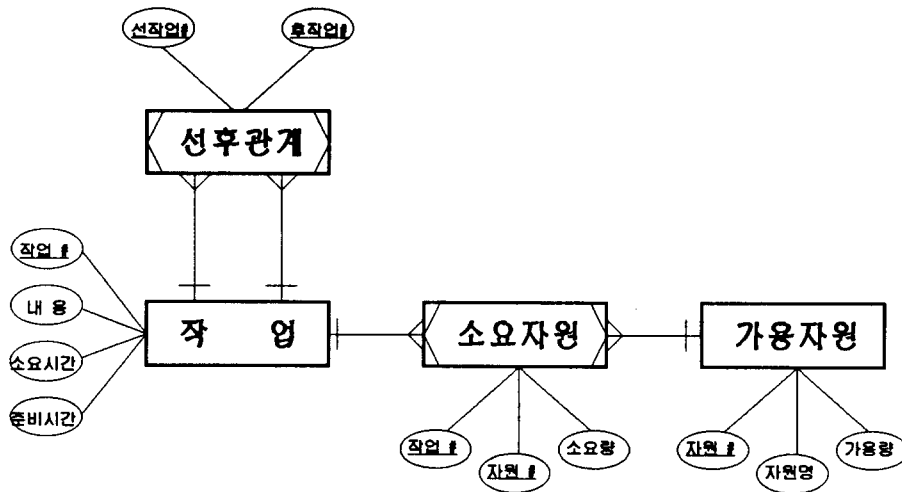 선작업# 후작업#
선후관계
작업 #
내 용
소요시간
준비시간
작 업
소요자원
가용자원
작업 #
자원 #
소요량
자원 #
자원명
가용량